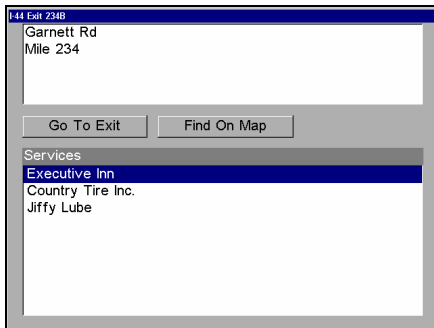 I-44 Exit 234B
Garnett Rd
Mile 234
Go To Exit
Find On Map
Services
Executive Inn
Country Tire Inc.
Jiffy Lube